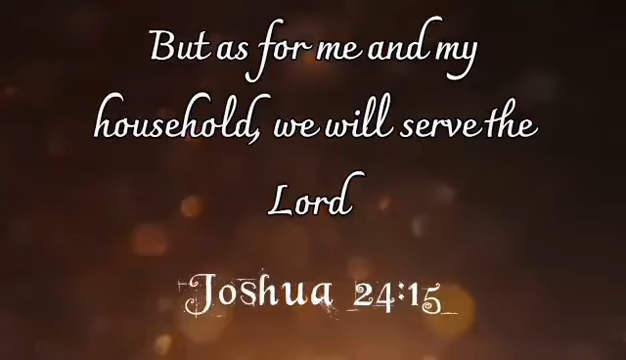 But as for me and my
household, we will serve the
Lord
Joshua 24:15